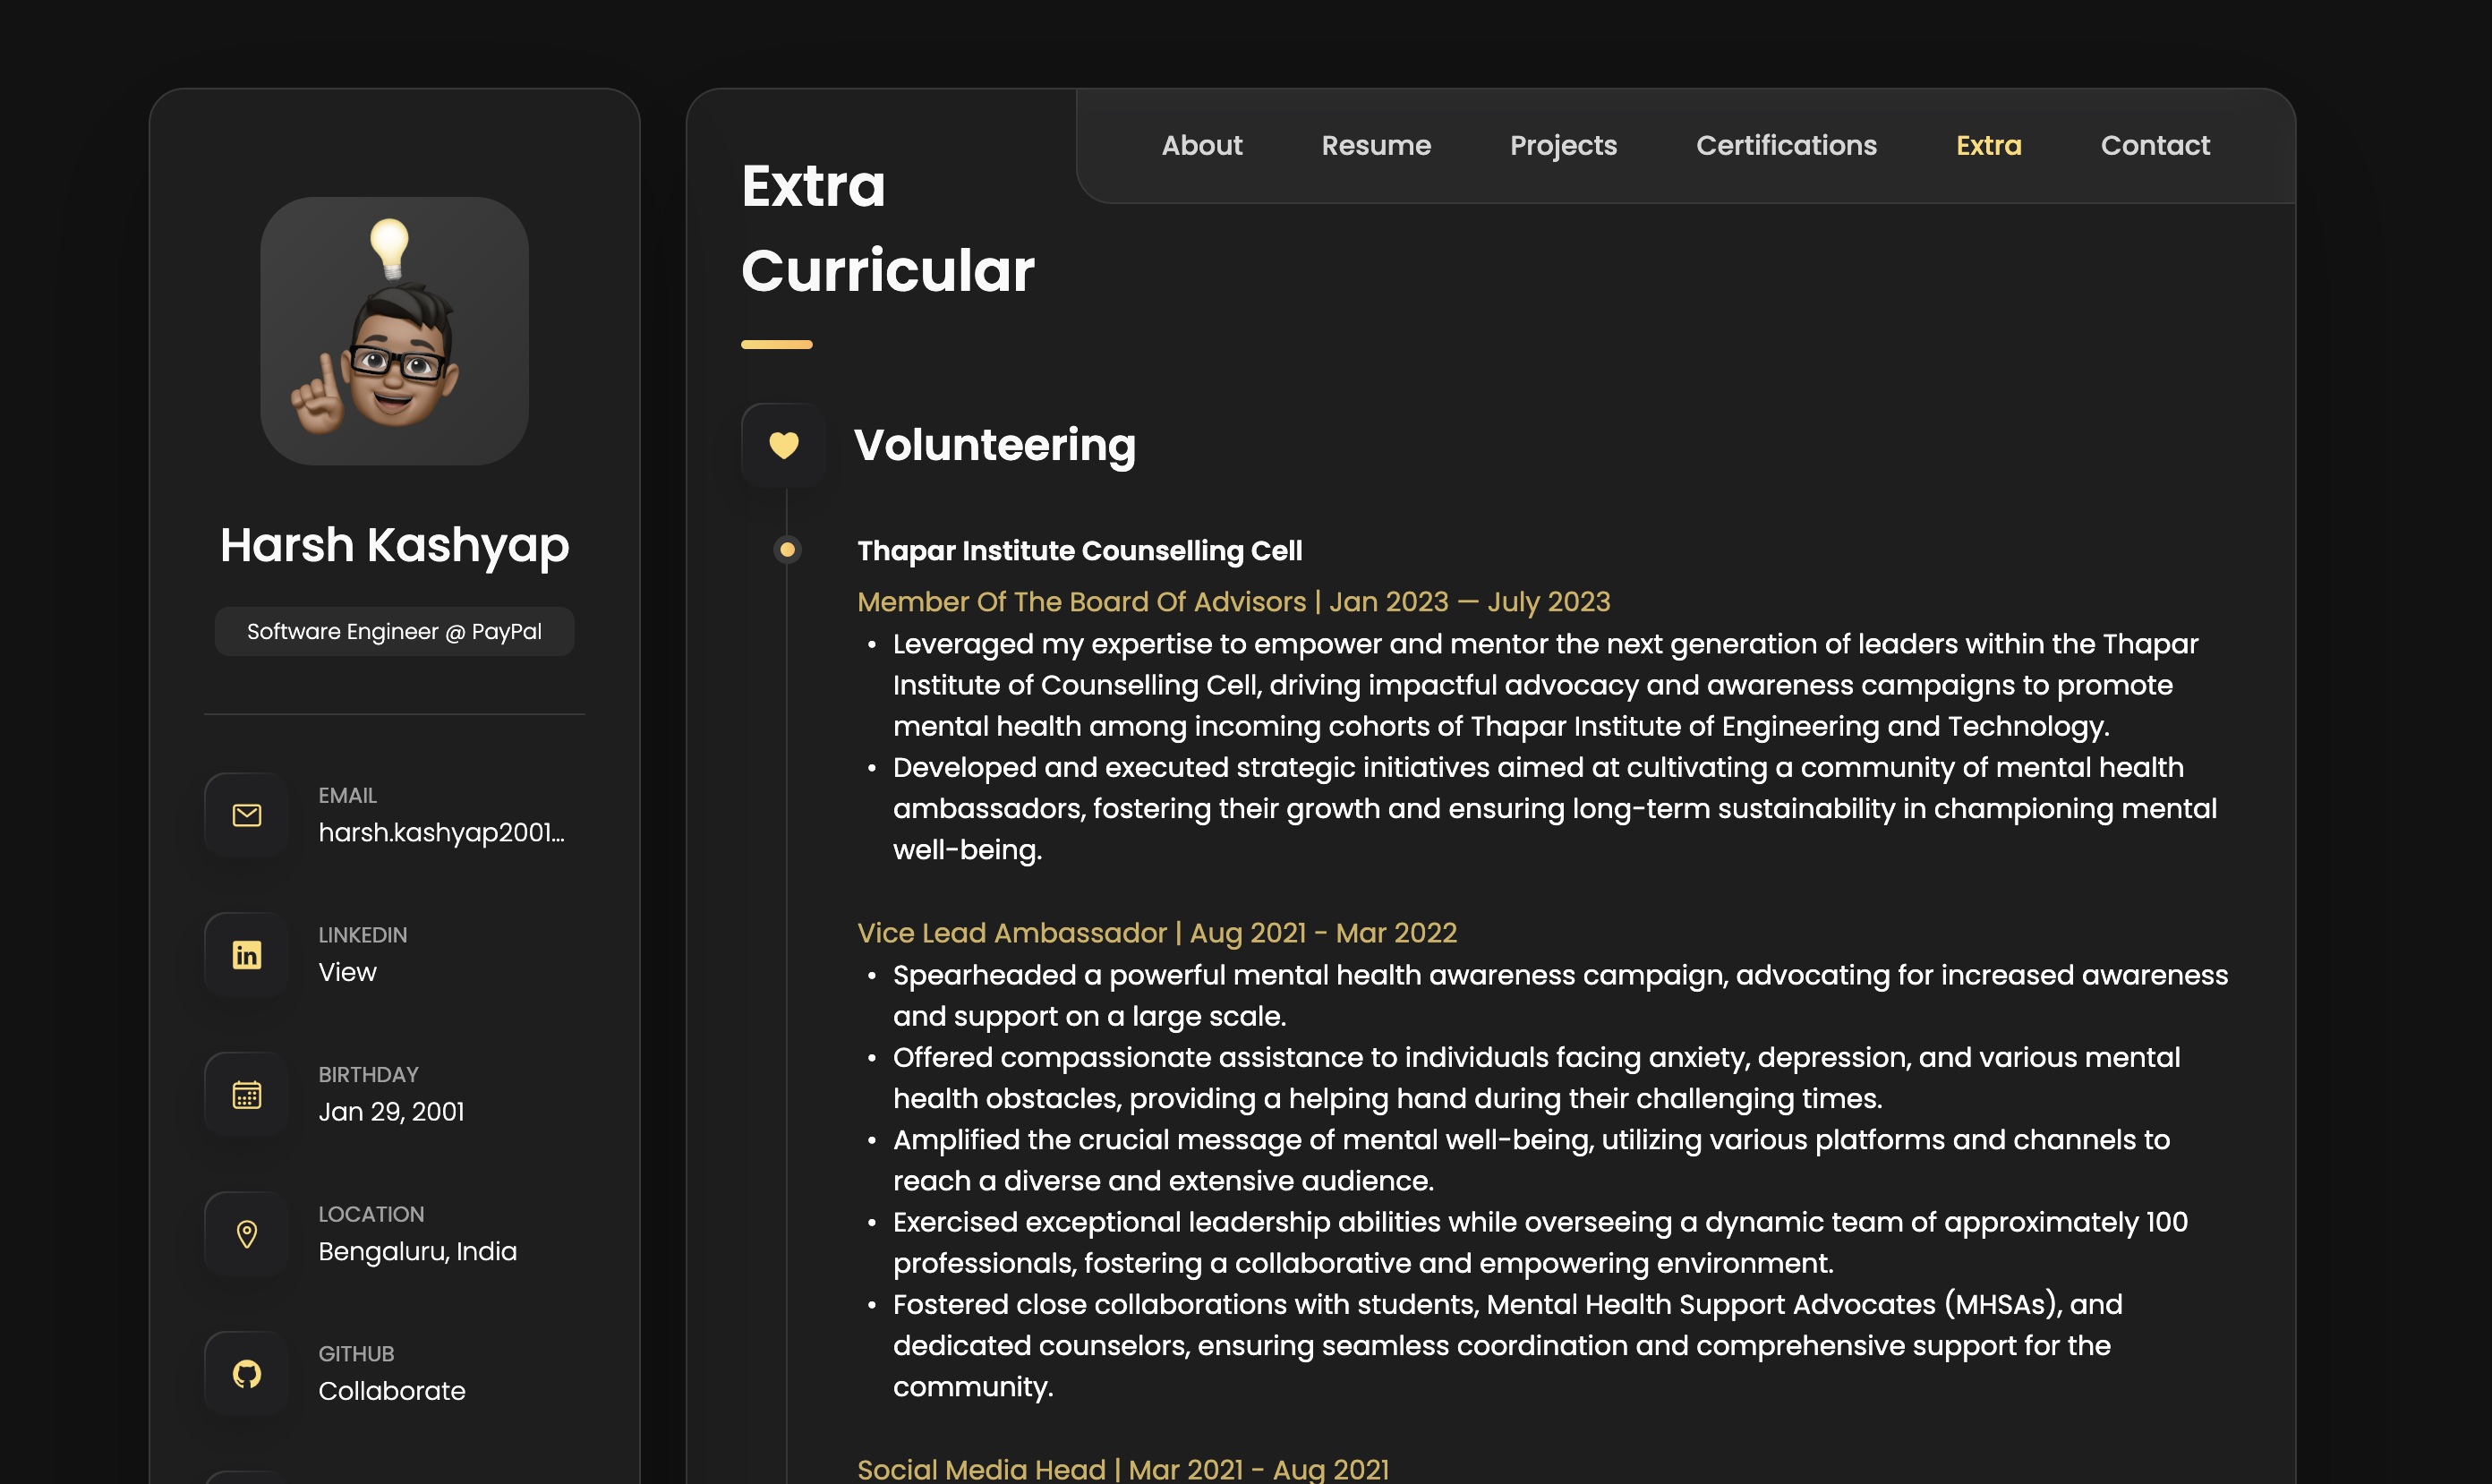 Harsh Kashyap
Software Engineer @ PayPal
EMAIL
harsh.kashyap2001...
LINKEDIN
View
BIRTHDAY
Jan 29, 2001
LOCATION
Bengaluru, India
GITHUB
Collaborate
About Resume Projects Certifications Extra Contact
Extra
Curricular
Volunteering
Thapar Institute Counselling Cell
Member Of The Board Of Advisors | Jan 2023 — July 2023
• Leveraged my expertise to empower and mentor the next generation of leaders within the Thapar
Institute of Counselling Cell, driving impactful advocacy and awareness campaigns to promote
mental health among incoming cohorts of Thapar Institute of Engineering and Technology.
• Developed and executed strategic initiatives aimed at cultivating a community of mental health
ambassadors, fostering their growth and ensuring long-term sustainability in championing mental
well-being.
Vice Lead Ambassador | Aug 2021 - Mar 2022
• Spearheaded a powerful mental health awareness campaign, advocating for increased awareness
and support on a large scale.
• Offered compassionate assistance to individuals facing anxiety, depression, and various mental
health obstacles, providing a helping hand during their challenging times.
• Amplified the crucial message of mental well-being, utilizing various platforms and channels to
reach a diverse and extensive audience.
• Exercised exceptional leadership abilities while overseeing a dynamic team of approximately 100
professionals, fostering a collaborative and empowering environment.
• Fostered close collaborations with students, Mental Health Support Advocates (MHSAs), and
dedicated counselors, ensuring seamless coordination and comprehensive support for the
community.
Social Media Head | Mar 2021 - Aug 2021